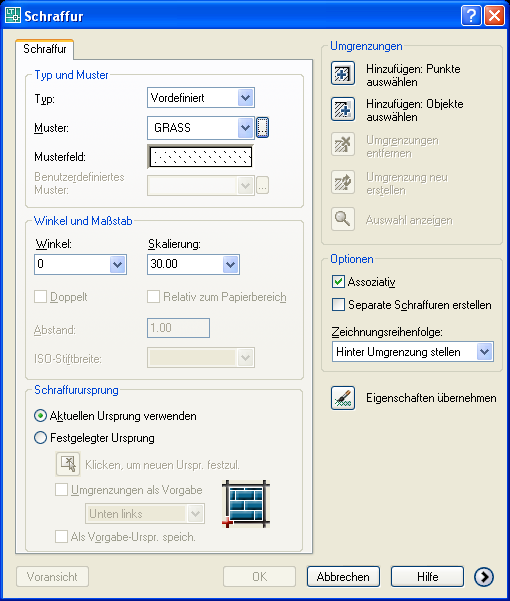 Schraffur
Schraffur
Typ und Muster
Typ:
Vordefiniert
Muster:
GRASS
...
Musterfeld:
Benutzerdefiniertes
Muster:
...
Winkel und Maßstab
Winkel:
Skalierung:
0
30.00
Doppelt
Relativ zum Papierbereich
Abstand:
1.00
ISO-Stiftbreite:
Schraffurursprung
Aktuellen Ursprung verwenden
Festgelegter Ursprung
Klicken, um neuen Urspr. festzul.
Umgrenzungen als Vorgabe
Unten links
Als Vorgabe-Urspr. speich.
Umgrenzungen
Hinzufügen: Punkte
auswählen
Hinzufügen: Objekte
auswählen
Umgrenzungen
entfernen
Umgrenzung neu
erstellen
Auswahl anzeigen
Optionen
Assoziativ
Separate Schraffuren erstellen
Zeichnungsreihenfolge:
Hinter Umgrenzung stellen
Eigenschaften übernehmen
Voransicht
OK
Abbrechen
Hilfe